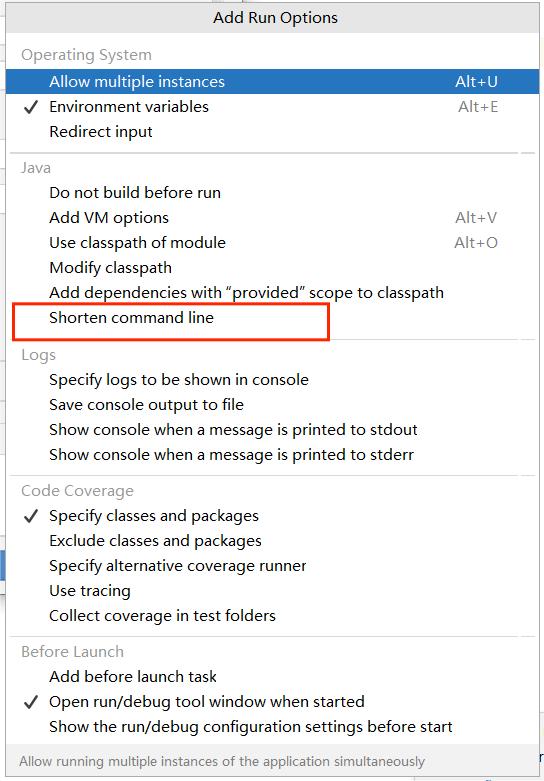 Add Run Options
Operating System
Allow multiple instances Alt+U
Environment variables Alt+E
Redirect input
Java
Do not build before run
Add VM options Alt+V
Use classpath of module Alt+O
Modify classpath
Add dependencies with “provided” scope to classpath
Shorten command line
Logs
Specify logs to be shown in console
Save console output to file
Show console when a message is printed to stdout
Show console when a message is printed to stderr
Code Coverage
Specify classes and packages
Exclude classes and packages
Specify alternative coverage runner
Use tracing
Collect coverage in test folders
Before Launch
Add before launch task
Open run/debug tool window when started
Show the run/debug configuration settings before start
Allow running multiple instances of the application simultaneously